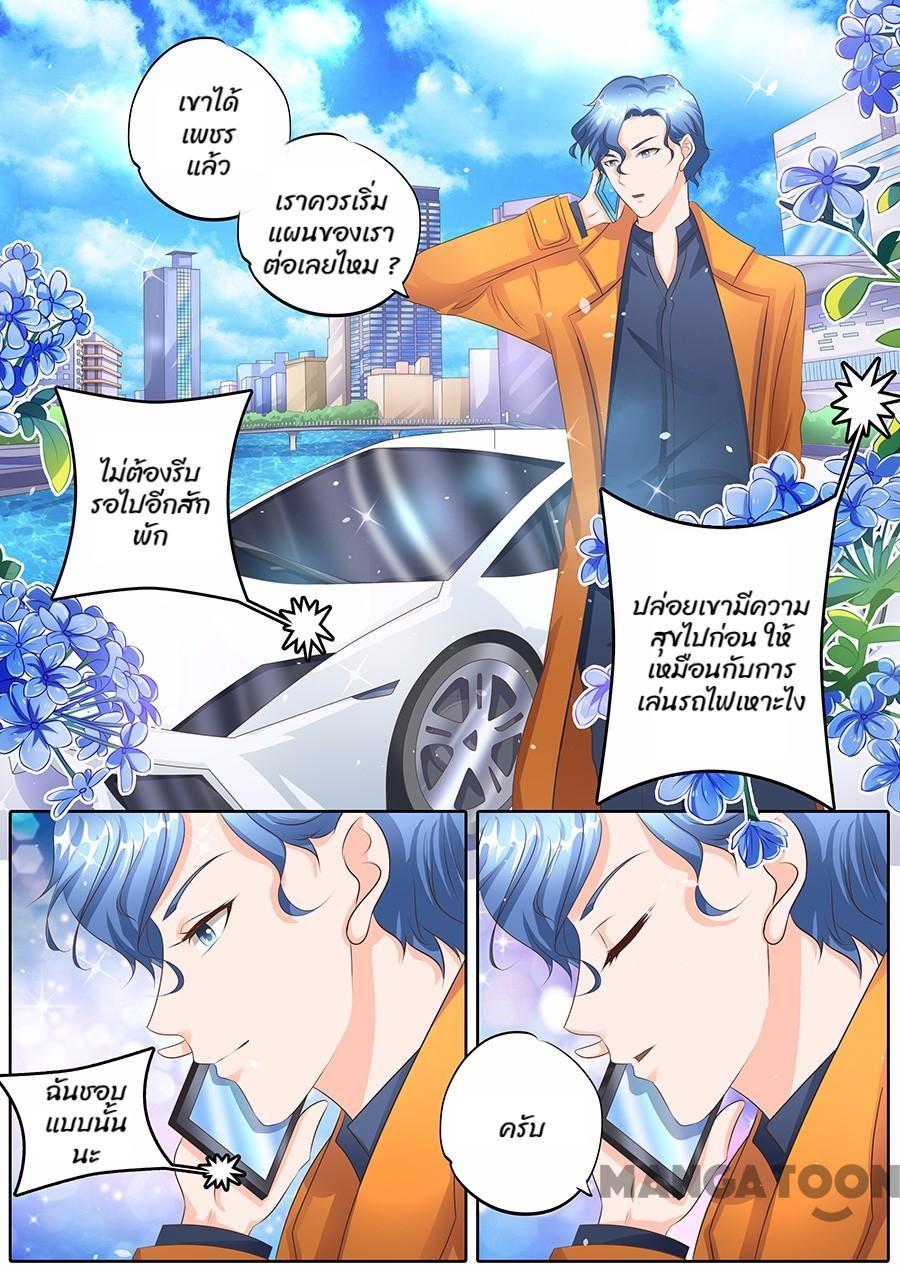 เขาได้
เพชร
แล้ว
เราควรเริ่ม
แผนของเรา
ต่อเลยไหม ?
ไม่ต้องรีบ
รอไปอีกสัก
พัก
ปล่อยเขามีความ
สุขไปก่อน ให้
เหมือนกับการ
เล่นรถไฟเหาะไง
ฉันชอบ
แบบนั้น
นะ
ครับ
MANGATOON